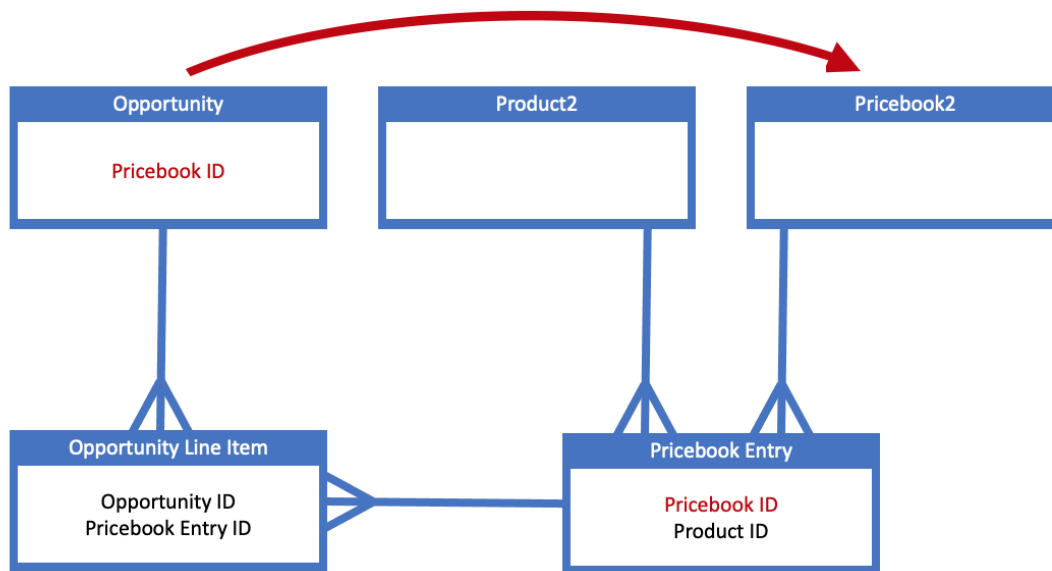 Opportunity
Pricebook ID
Product2
Pricebook2
Opportunity Line Item
Opportunity ID
Pricebook Entry ID
Pricebook Entry
Pricebook ID
Product ID